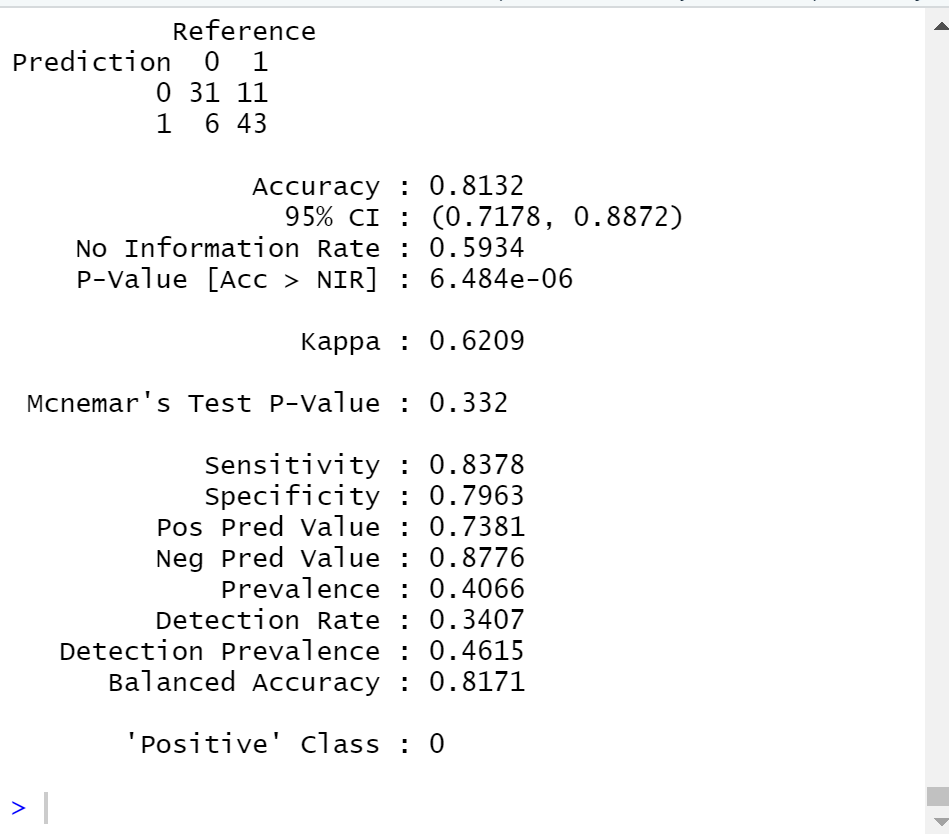 Reference
Prediction 0 1
0 31 11
1 6 43
Accuracy : 0.8132
95% CI : (0.7178, 0.8872)
No Information Rate : 0.5934
P-Value [Acc > NIR] : 6.484e-06
Kappa : 0.6209
Mcnemar's Test P-Value : 0.332
Sensitivity : 0.8378
Specificity : 0.7963
Pos Pred Value : 0.7381
Neg Pred Value : 0.8776
Prevalence : 0.4066
Detection Rate : 0.3407
Detection Prevalence : 0.4615
Balanced Accuracy : 0.8171
'Positive' Class : 0
>